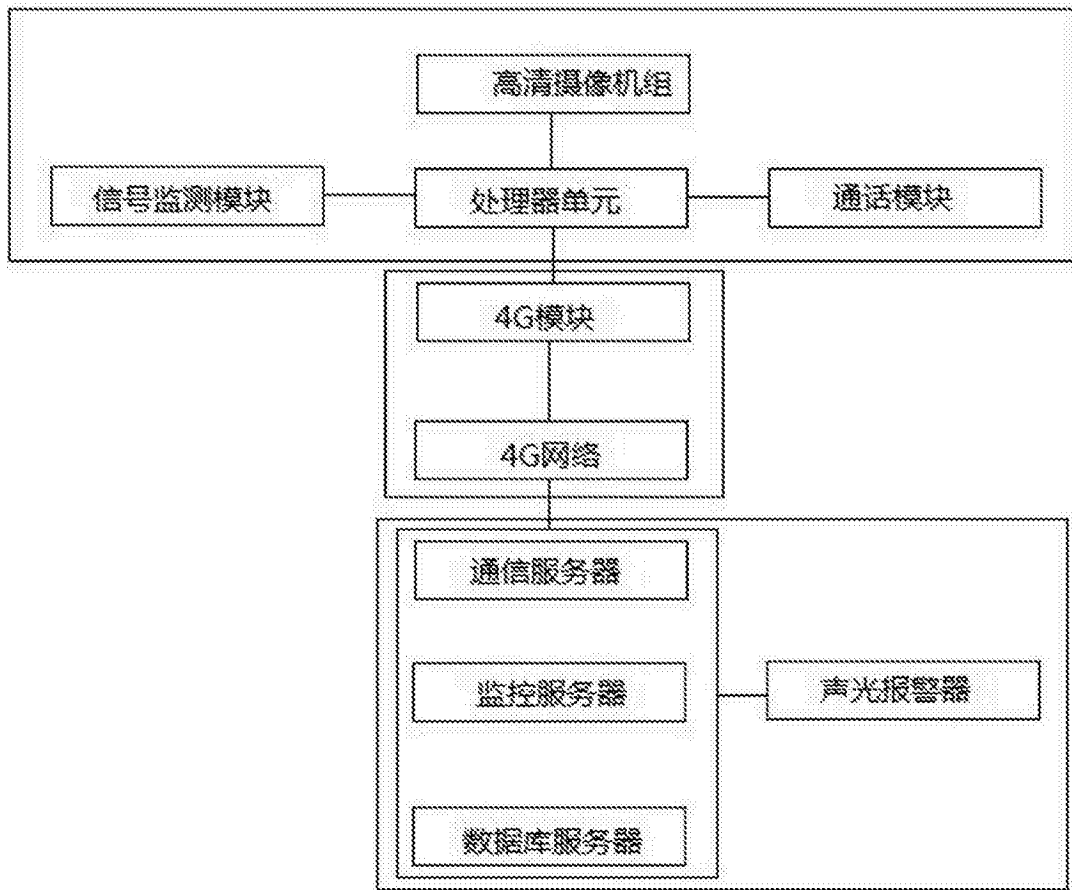 高清摄像机组
信号监测模块
处理器单元
通话模块
4G模块
4G网络
通信服务器
监控服务器
声光报警器
数据库服务器